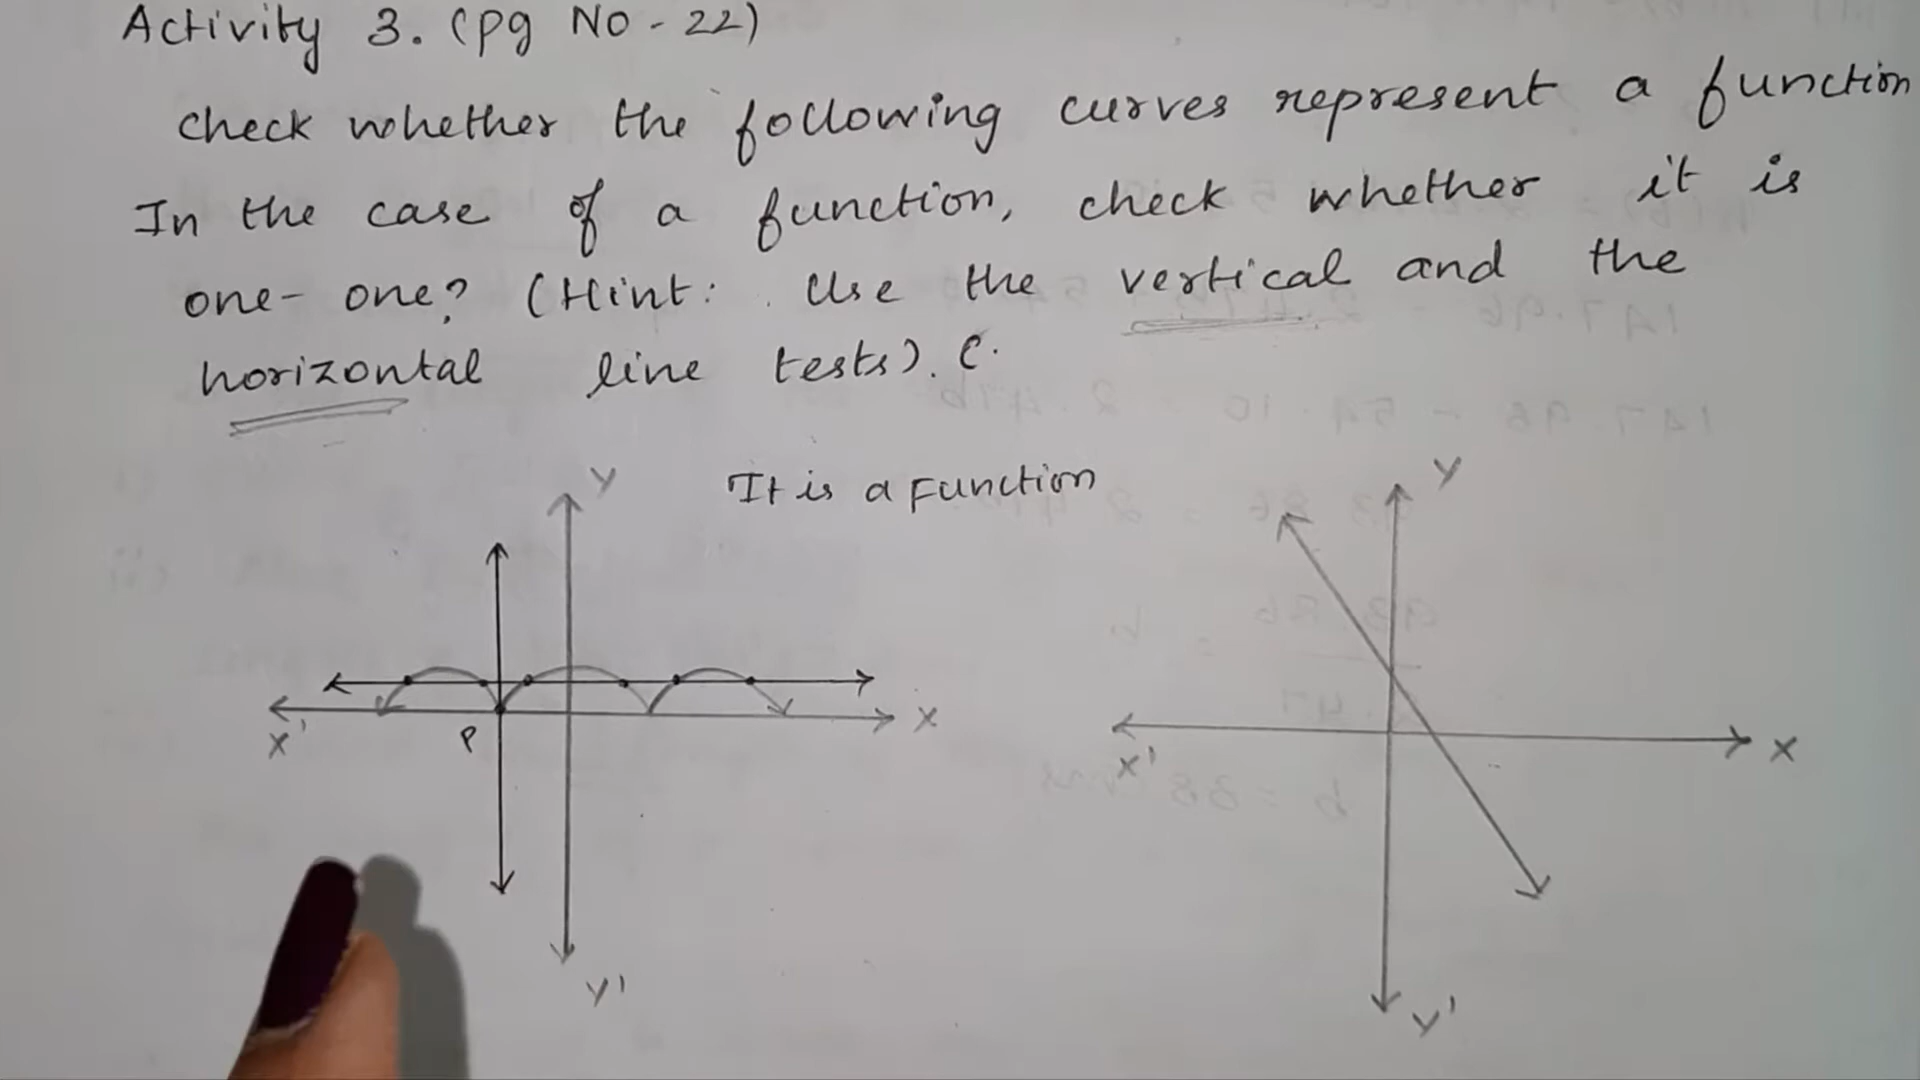 Activity 3. (pg No - 22)
check whether the following curves represent a function
In the case of a function, check whether it is
one- one? (Hint: Use the vertical and the
horizontal line tests). (.
It is a Function
Y
Y
X'
P
X
X'
X
Y'
Y'